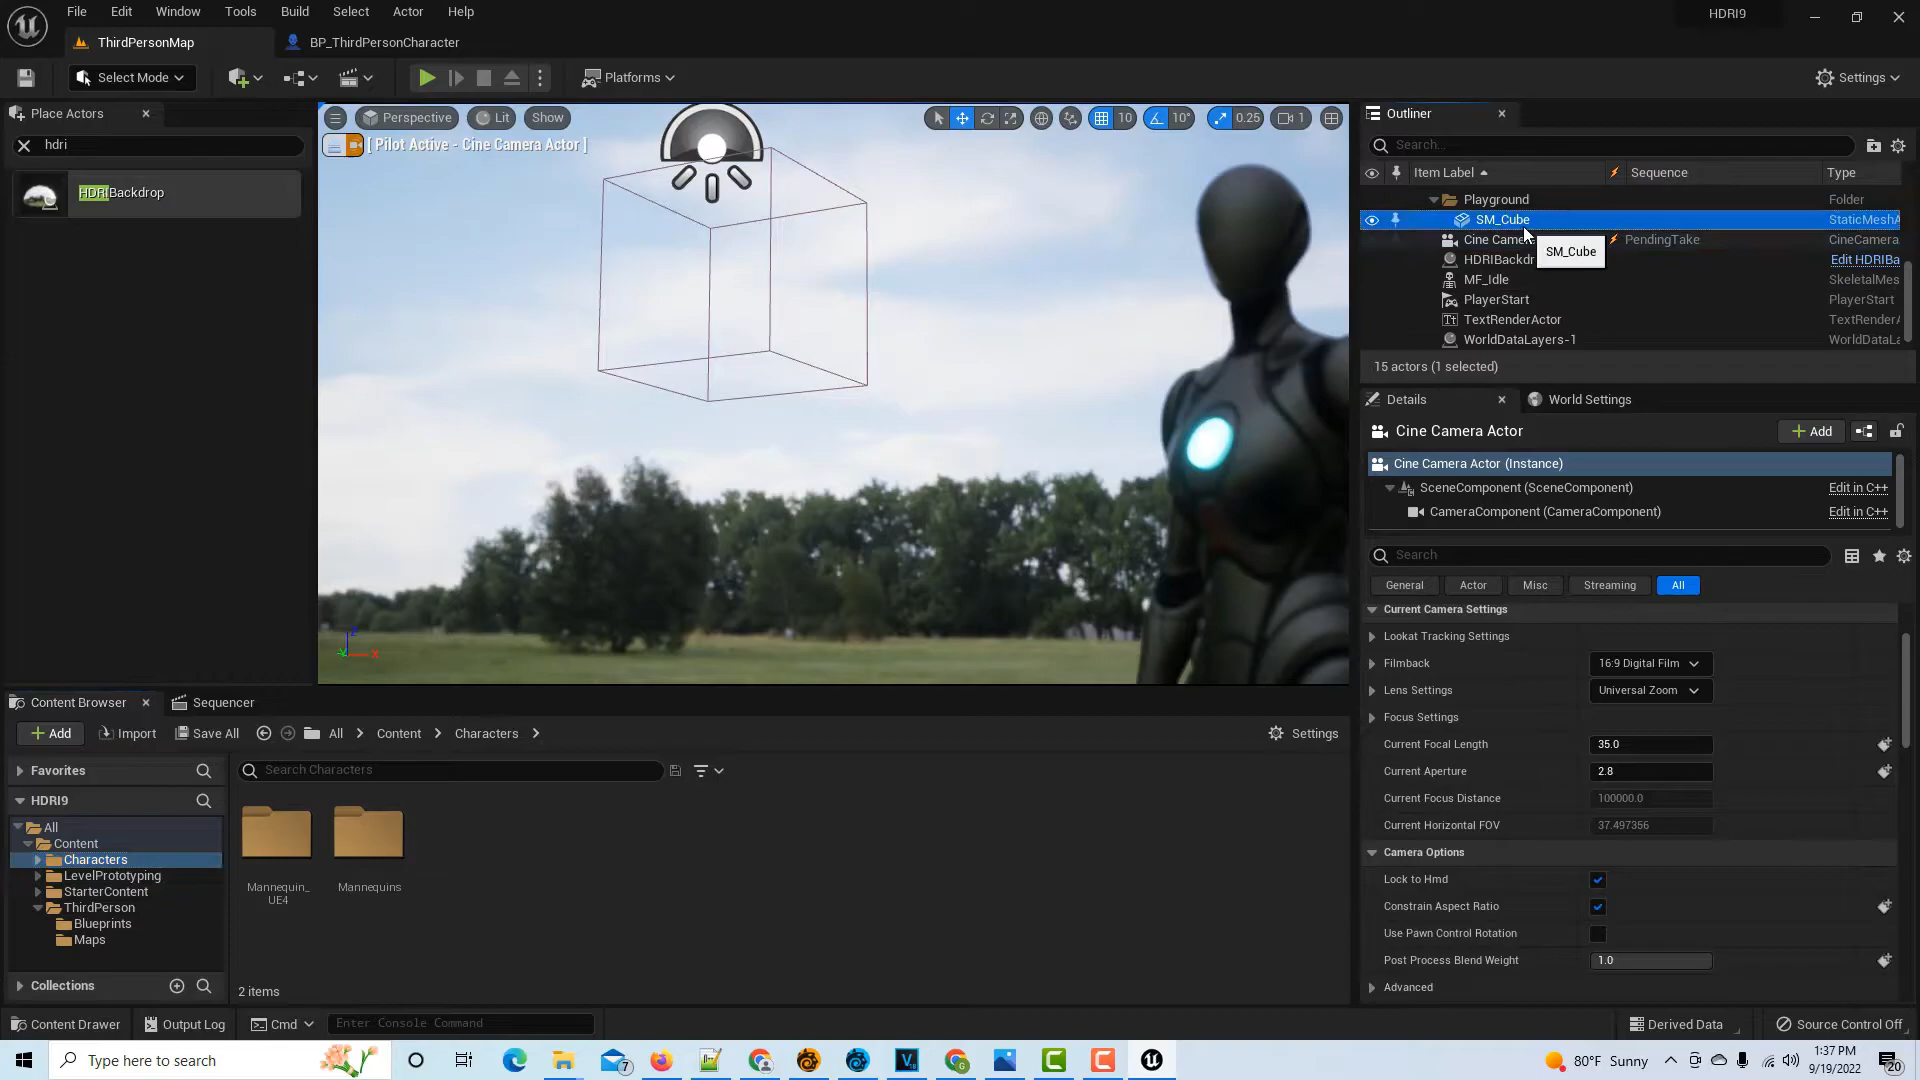 File Edit Window Tools Build Select Actor Help
HDRI9
ThirdPersonMap
BP_ThirdPersonCharacter
Select Mode
Platforms
Settings
Place Actors
hdri
HDRIBackdrop
Perspective
Lit
Show
10
10°
0.25
1
[ Pilot Active - Cine Camera Actor ]
Z
X
Outliner
Search...
Item Label
Sequence
Type
Playground
Folder
SM_Cube
StaticMeshA
Cine Came
PendingTake
CineCamera
SM_Cube
HDRIBackdr
Edit HDRIBa
MF_Idle
SkeletalMes
PlayerStart
PlayerStart
TextRenderActor
TextRenderA
WorldDataLayers-1
WorldDataLa
15 actors (1 selected)
Details
World Settings
Cine Camera Actor
Add
Cine Camera Actor (Instance)
SceneComponent (SceneComponent)
Edit in C++
CameraComponent (CameraComponent)
Edit in C++
Search
General
Actor
Misc
Streaming
All
Current Camera Settings
Lookat Tracking Settings
Filmback
16:9 Digital Film
Lens Settings
Universal Zoom
Focus Settings
Current Focal Length
35.0
Current Aperture
2.8
Current Focus Distance
100000.0
Current Horizontal FOV
37.497356
Camera Options
Lock to Hmd
Constrain Aspect Ratio
Use Pawn Control Rotation
Post Process Blend Weight
1.0
Advanced
Content Browser
Sequencer
Add
Import
Save All
All
Content
Characters
Settings
Favorites
HDRI9
All
Content
Characters
LevelPrototyping
StarterContent
ThirdPerson
Blueprints
Maps
Collections
Search Characters
Mannequin_
UE4
Mannequins
2 items
Content Drawer
Output Log
Cmd
Enter Console Command
Derived Data
Source Control Off
Type here to search
7
80°F Sunny
1:37 PM
9/19/2022
20